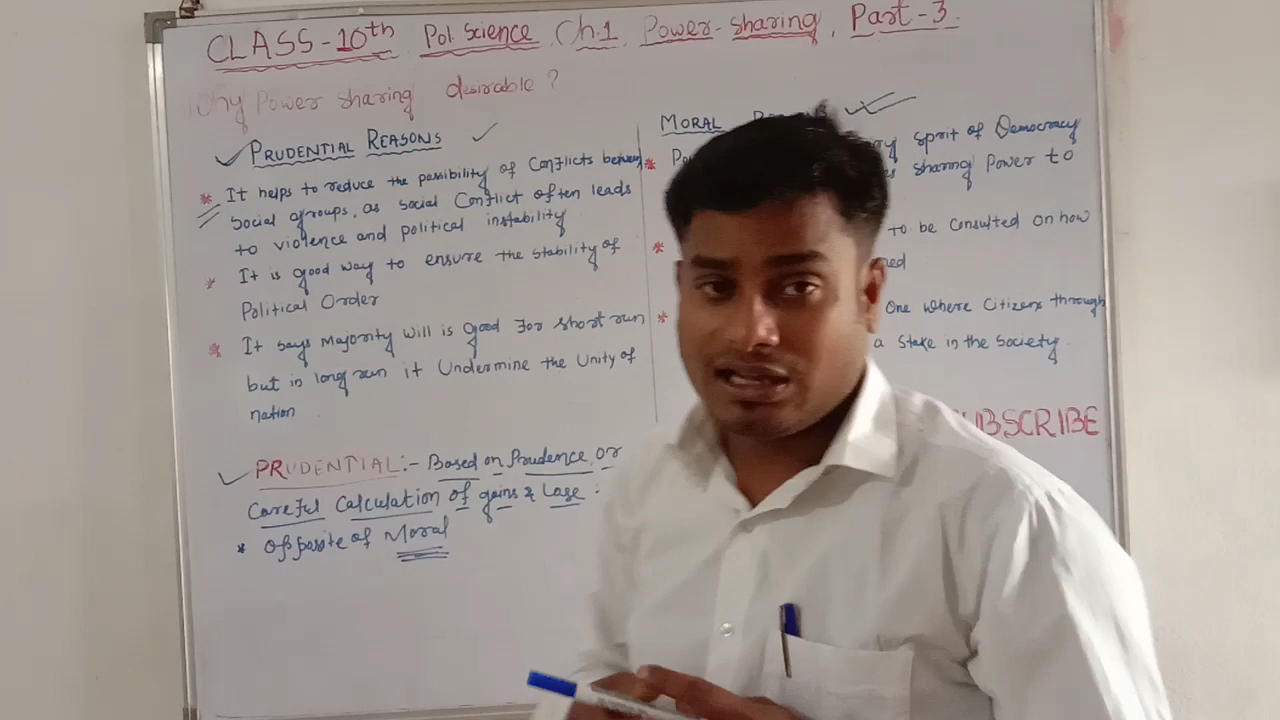 CLASS-10th Pol. Science, Ch.1, Power-sharing, Part-3.
Why Power sharing desirable ?
PRUDENTIAL REASONS
* It helps to reduce the possibility of Conflicts between
Social groups, as Social Conflict often leads
to violence and political instability
* It is good way to ensure the stability of
Political Order
* It says Majority will is good for short run
but in long run it Undermine the Unity of
nation
PRUDENTIAL:- Based on Prudence, or
Careful Calculation of gains & Lose :
* Opposite of Moral
MORAL
* sprit of Democracy
sharing Power to
* to be Consulted on how
* One where Citizens through
a Stake in the Society.
UBSCRIBE